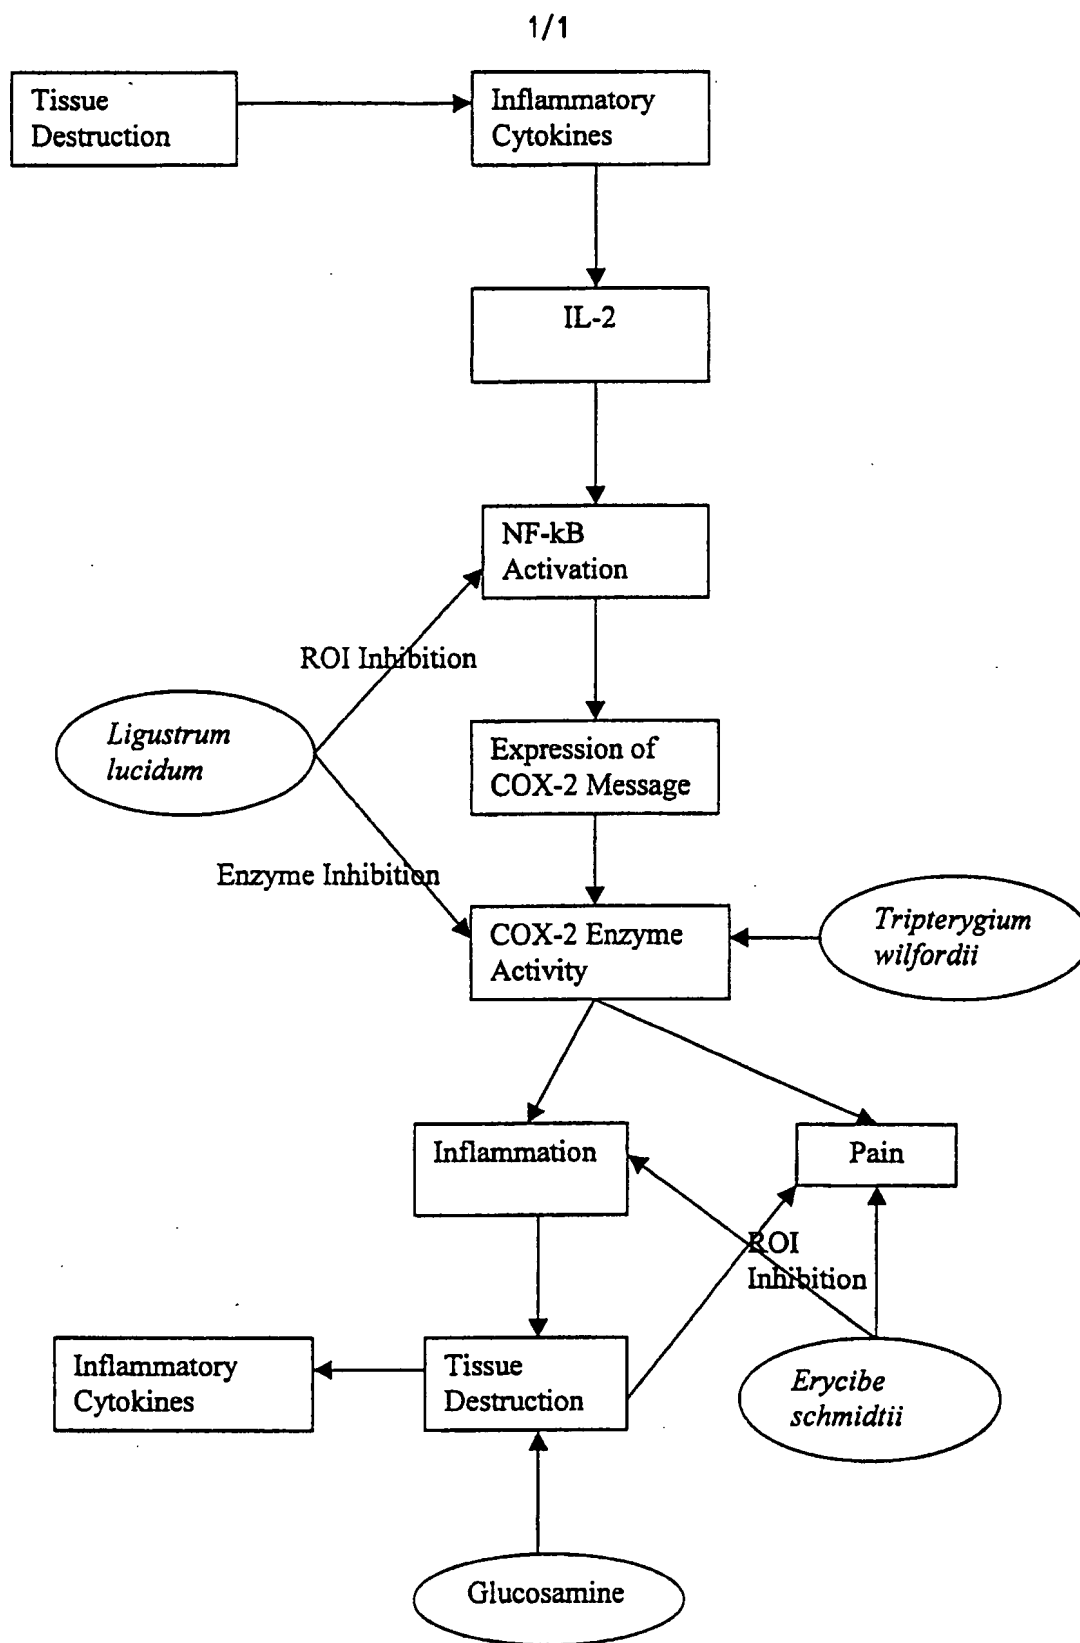 1/1
Tissue
Destruction
Inflammatory
Cytokines
IL-2
NF-kB
Activation
ROI Inhibition
Ligustrum
lucidum
Expression of
COX-2 Message
Enzyme Inhibition
COX-2 Enzyme
Activity
Tripterygium
wilfordii
Inflammation
Pain
ROI
Inhibition
Inflammatory
Cytokines
Tissue
Destruction
Erycibe
schmidtii
Glucosamine